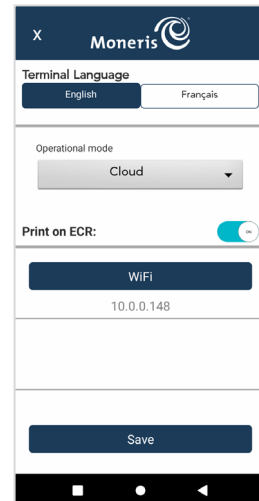 X
Moneris
Terminal Language
English
Français
Operational mode
Cloud
Print on ECR:
ON
WiFi
10.0.0.148
Save